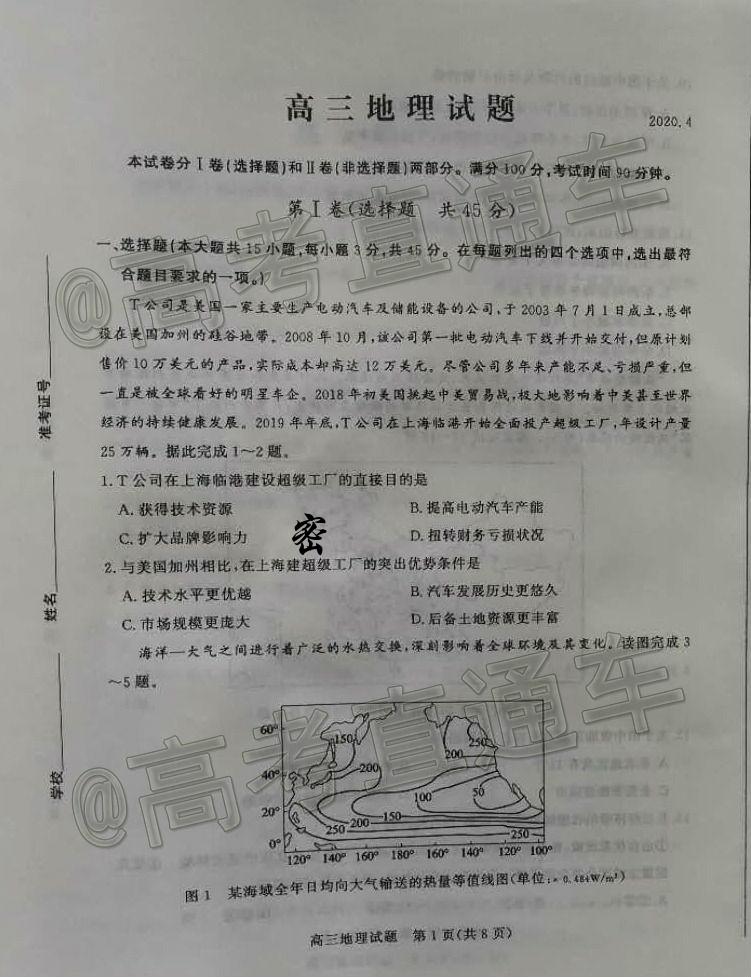 高三地理试题
2020.4
本试卷分Ⅰ卷(选择题)和Ⅱ卷(非选择题)两部分。满分100分,考试时间90分钟。
第Ⅰ卷(选择题 共45分)
一、选择题(本大题共15小题,每小题3分,共45分。在每题列出的四个选项中,选出最符
合题目要求的一项。)
T公司是美国一家主要生产电动汽车及储能设备的公司,于2003年7月1日成立,总部
设在美国加州的硅谷地带。2008年10月,该公司第一批电动汽车下线并开始交付,但原计划
售价10万美元的产品,实际成本却高达12万美元。尽管公司多年来产能不足、亏损严重,但
一直是被全球看好的明星车企。2018年初美国挑起中美贸易战,极大地影响着中美甚至世界
经济的持续健康发展。2019年年底,T公司在上海临港开始全面投产超级工厂,年设计产量
25万辆。据此完成1~2题。
1.T公司在上海临港建设超级工厂的直接目的是
A.获得技术资源 B.提高电动汽车产能
C.扩大品牌影响力 D.扭转财务亏损状况
密
2.与美国加州相比,在上海建超级工厂的突出优势条件是
A.技术水平更优越 B.汽车发展历史更悠久
C.市场规模更庞大 D.后备土地资源更丰富
海洋—大气之间进行着广泛的水热交换,深刻影响着全球环境及其变化。读图完成3
~5题。
60°
40°
20°
0°
150
200
250
200
100
50
250
200
150
250
120° 140° 160° 180° 160° 140° 120° 100°
图1 某海域全年日均向大气输送的热量等值线图(单位:×0.484W/m²)
高三地理试题 第1页(共8页)
准考证号
姓名
学校
@高考直通车
@高考直通车